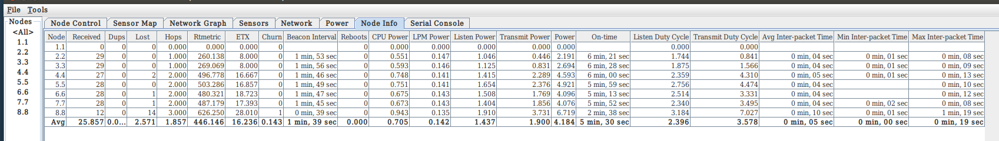 File Tools
Nodes
<All>
1.1
2.2
3.3
4.4
5.5
6.6
7.7
8.8
Node Control Sensor Map Network Graph Sensors Network Power Node Info Serial Console
Node Received Dups Lost Hops Rtmetric ETX Churn Beacon Interval Reboots CPU Power LPM Power Listen Power Transmit Power Power On-time Listen Duty Cycle Transmit Duty Cycle Avg Inter-packet Time Min Inter-packet Time Max Inter-packet Time
1.1 0 0 0 0.000 0.000 0.000 0 0 0.000 0.000 0.000 0.000 0.000 0.000 0.000
2.2 29 0 0 1.000 260.138 8.000 0 1 min, 53 sec 0 0.551 0.147 1.046 0.446 2.191 6 min, 21 sec 1.744 0.841 0 min, 04 sec 0 min, 01 sec 0 min, 08 sec
3.3 29 0 0 1.000 269.069 8.000 0 1 min, 56 sec 0 0.593 0.146 1.125 0.831 2.694 6 min, 28 sec 1.875 1.566 0 min, 04 sec 0 min, 01 sec 0 min, 09 sec
4.4 27 0 2 2.000 496.778 16.667 0 1 min, 46 sec 0 0.748 0.141 1.415 2.289 4.593 6 min, 00 sec 2.359 4.310 0 min, 05 sec 0 min, 01 sec 0 min, 13 sec
5.5 28 0 0 2.000 503.286 16.857 0 1 min, 49 sec 0 0.751 0.141 1.654 2.376 4.921 5 min, 59 sec 2.756 4.474 0 min, 04 sec 0 min, 10 sec
6.6 28 0 1 2.000 480.321 18.723 0 1 min, 47 sec 0 0.675 0.143 1.508 1.769 4.096 5 min, 13 sec 2.514 3.331 0 min, 04 sec 0 min, 12 sec
7.7 28 0 1 2.000 487.179 17.393 0 1 min, 45 sec 0 0.673 0.143 1.404 1.856 4.076 5 min, 52 sec 2.340 3.495 0 min, 04 sec 0 min, 02 sec 0 min, 08 sec
8.8 12 0 14 3.000 626.250 28.010 1 0 min, 39 sec 0 0.943 0.135 1.910 3.731 6.719 2 min, 38 sec 3.184 7.027 0 min, 10 sec 0 min, 01 sec 1 min, 19 sec
Avg 25.857 0.0... 2.571 1.857 446.146 16.236 0.143 1 min, 39 sec 0.000 0.705 0.142 1.437 1.900 4.184 5 min, 30 sec 2.396 3.578 0 min, 05 sec 0 min, 00 sec 0 min, 19 sec